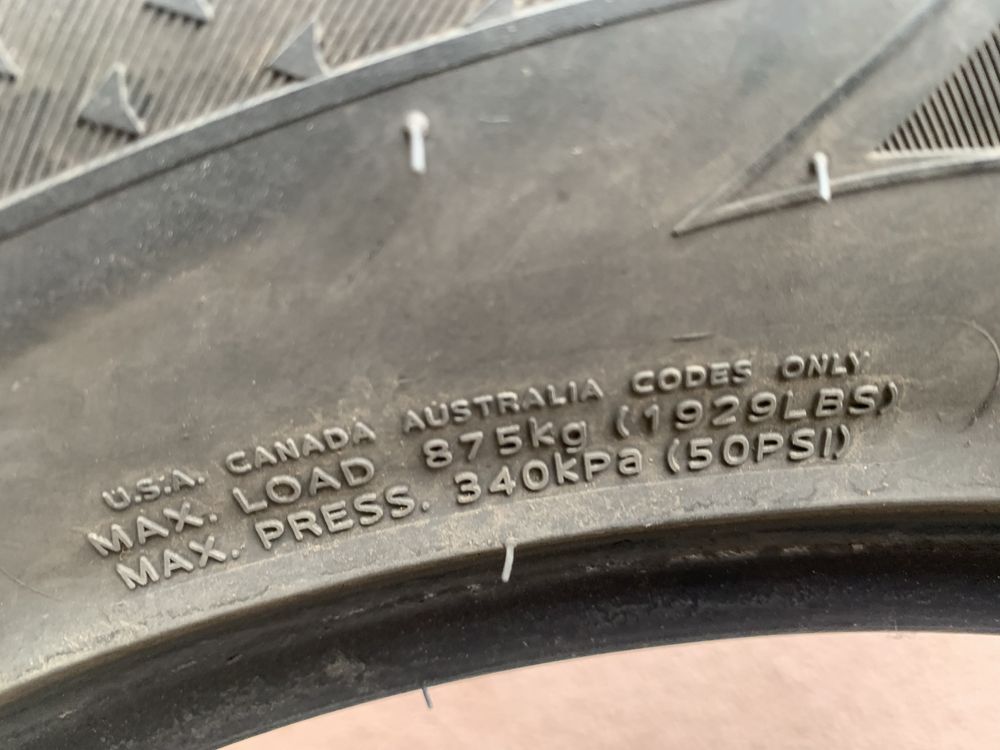 U.S.A. CANADA AUSTRALIA CODES ONLY
MAX. LOAD 875kg (1929LBS)
MAX. PRESS. 340kPa (50PSI)